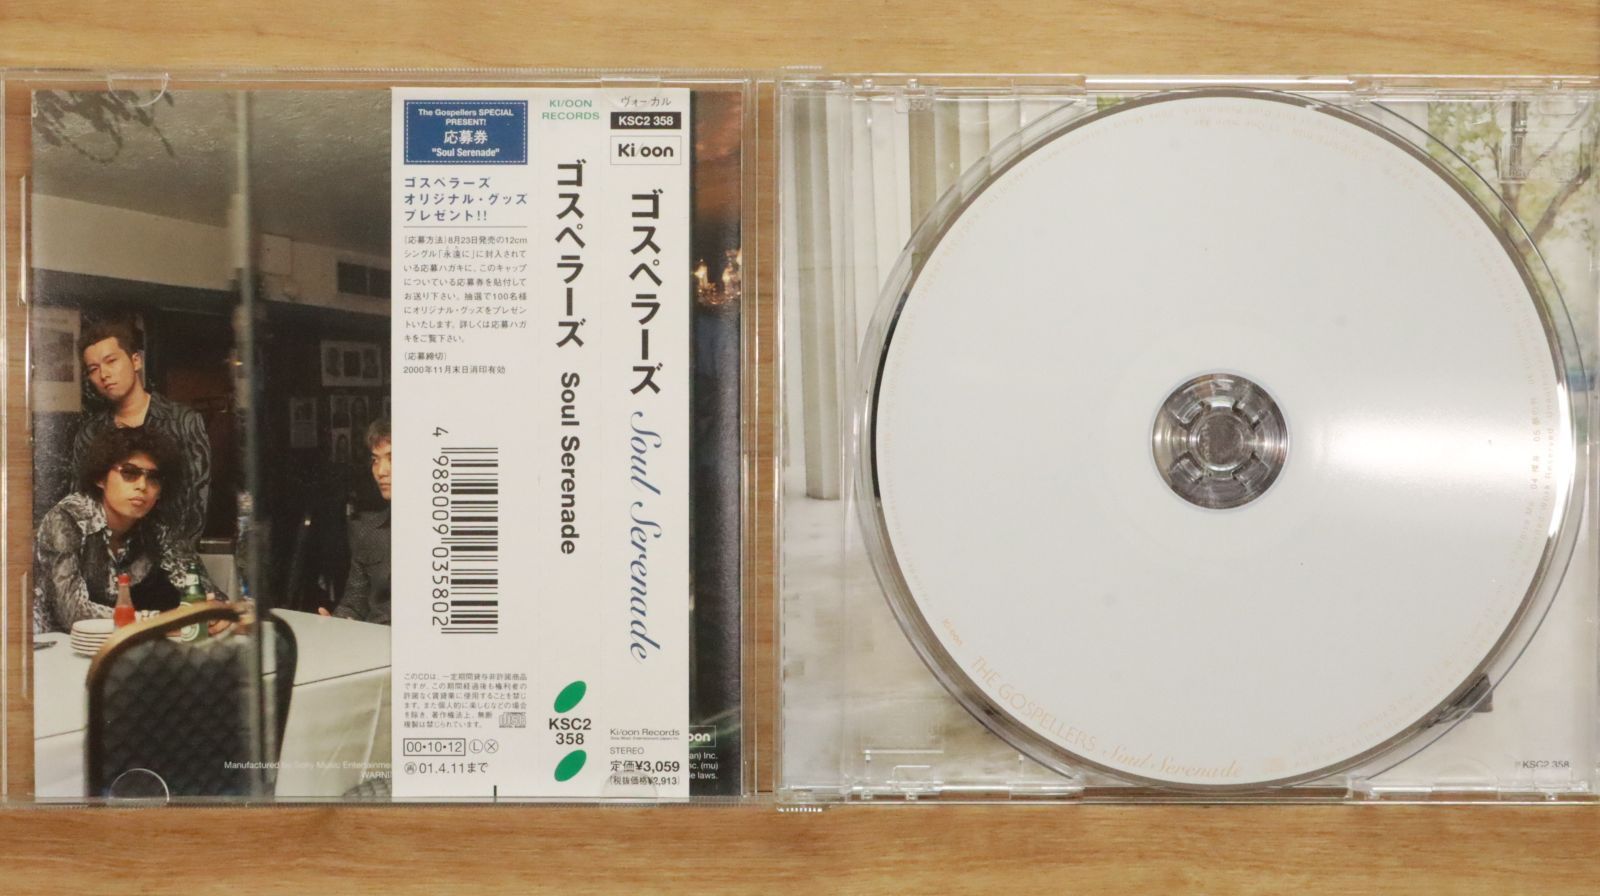 The Gospellers SPECIAL
PRESENT!
応募券
"Soul Serenade"
ゴスペラーズ
オリジナル・グッズ
プレゼント!!
〔応募方法〕8月23日発売の12cm
シングル「永遠に」に封入されて
いる応募ハガキに、このキャップ
についている応募券を貼付して
お送り下さい。抽選で100名様
にオリジナル・グッズをプレゼン
トいたします。詳しくは応募ハガ
キをご覧下さい。
〔応募締切〕
2000年11月末日消印有効
4 988009 035802
このCDは、一定期間貸与非許諾商品
ですが、この期間経過後も権利者の
許諾なく賃貸業に使用することを禁じ
ます。また個人的に楽しむなどの場合
を除き、著作権法上、無断
複製は禁じられています。
00・10・12 Ⓛ Ⓧ
再 01.4.11まで
KI/OON
RECORDS
ゴスペラーズ Soul Serenade
KSC2
358
ヴォーカル
KSC2 358
Ki/oon
ゴスペラーズ Soul Serenade
Ki/oon Records
STEREO
定価¥3,059
(税抜価格¥2,913)
Manufactured by Sony Music Entertainment
oon
an) Inc.
nc. (mu)
le laws.
Ki/oon
THE GOSPELLERS Soul Serenade
KSC2 358